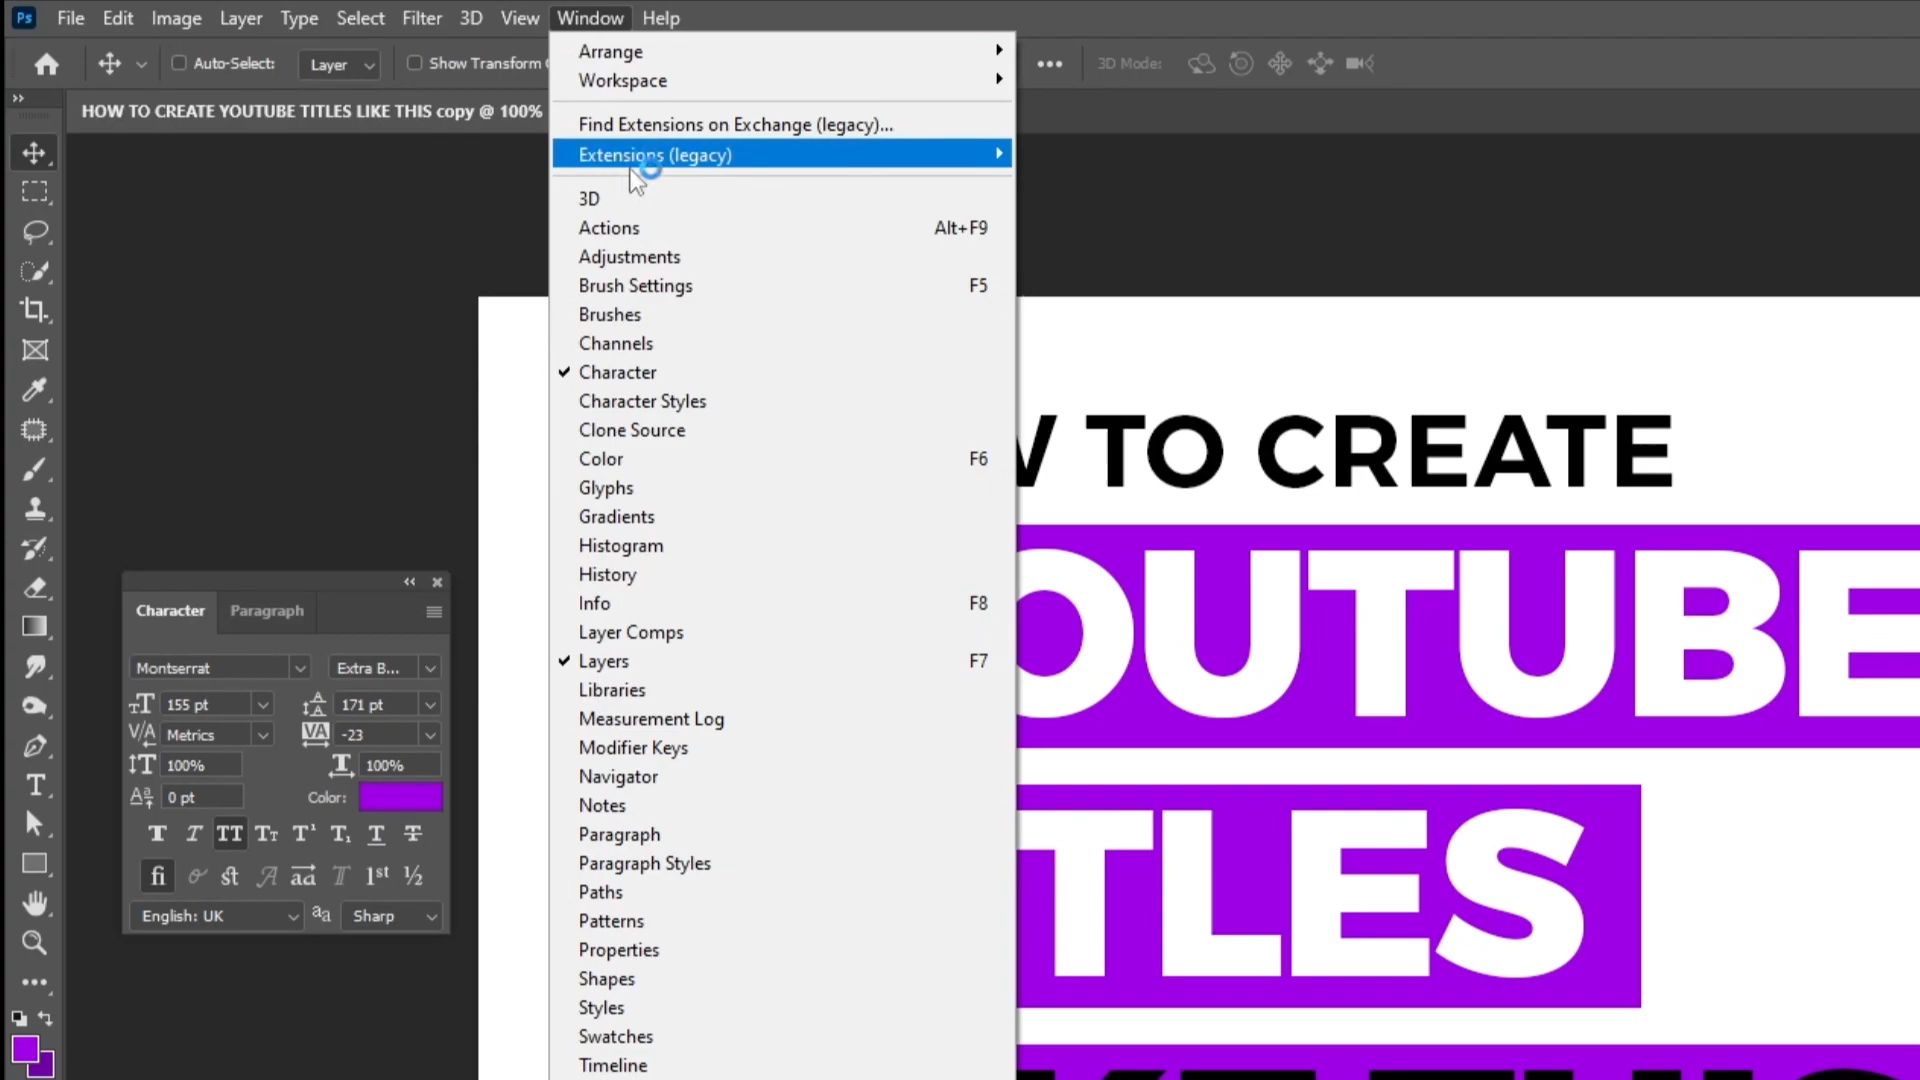 Ps File Edit Image Layer Type Select Filter 3D View Window Help
Auto-Select: Layer Show Transform 3D Mode:
HOW TO CREATE YOUTUBE TITLES LIKE THIS copy @ 100%
Arrange
Workspace
Find Extensions on Exchange (legacy)...
Extensions (legacy)
3D
Actions Alt+F9
Adjustments
Brush Settings F5
Brushes
Channels
Character
Character Styles
Clone Source
Color F6
Glyphs
Gradients
Histogram
History
Info F8
Layer Comps
Layers F7
Libraries
Measurement Log
Modifier Keys
Navigator
Notes
Paragraph
Paragraph Styles
Paths
Patterns
Properties
Shapes
Styles
Swatches
Timeline
Character Paragraph
Montserrat Extra B...
155 pt 171 pt
Metrics -23
100% 100%
0 pt Color:
English: UK Sharp
TO CREATE
OUTUBE
TLES